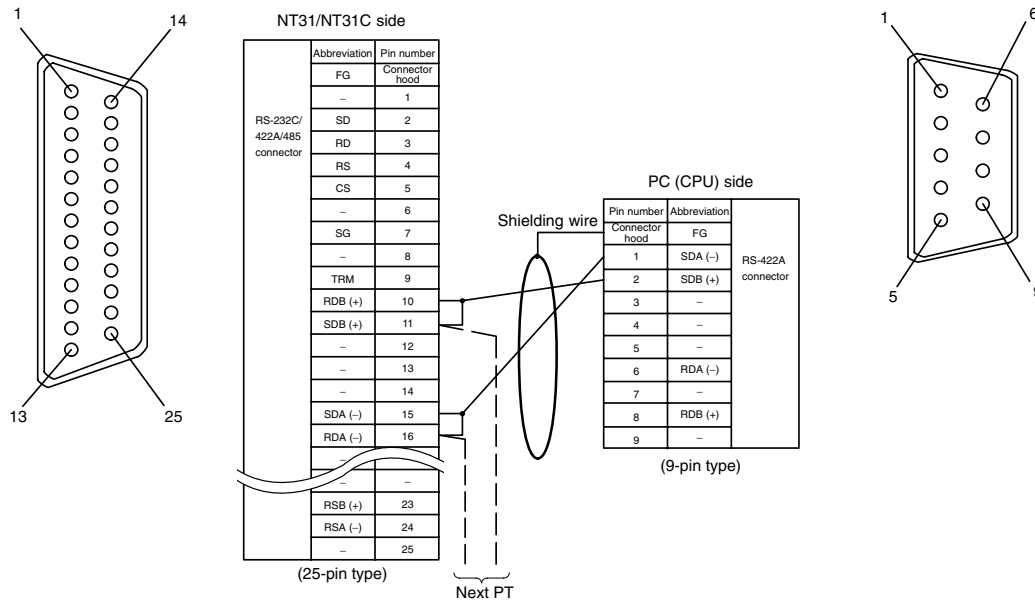 1
14
13
25
NT31/NT31C side
RS-232C/
422A/485
connector
Abbreviation Pin number
FG Connector hood
– 1
SD 2
RD 3
RS 4
CS 5
– 6
SG 7
– 8
TRM 9
RDB (+) 10
SDB (+) 11
– 12
– 13
– 14
SDA (–) 15
RDA (–) 16
–
– –
RSB (+) 23
RSA (–) 24
– 25
(25-pin type)
Next PT
Shielding wire
PC (CPU) side
Pin number Abbreviation
Connector hood FG
1 SDA (–)
2 SDB (+)
3 –
4 –
5 –
6 RDA (–)
7 –
8 RDB (+)
9 –
RS-422A
connector
(9-pin type)
1
6
5